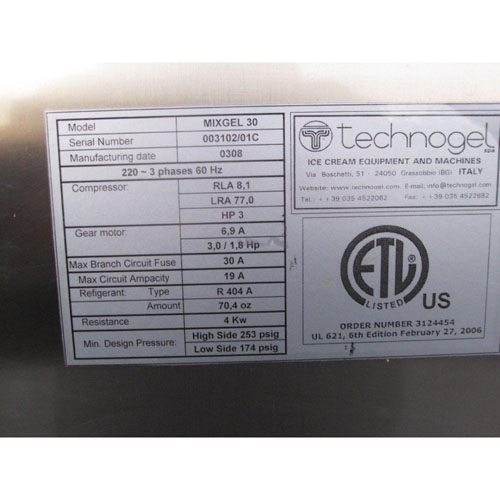 Model MIXGEL 30
Serial Number 003102/01C
Manufacturing date 0308
220 ~ 3 phases 60 Hz
Compressor: RLA 8,1
LRA 77,0
HP 3
Gear motor: 6,9 A
3,0 / 1,8 Hp
Max Branch Circuit Fuse 30 A
Max Circuit Ampacity 19 A
Refrigerant: Type R 404 A
Amount 70,4 oz
Resistance 4 Kw
Min. Design Pressure: High Side 253 psig
Low Side 174 psig
technogel spa
ICE CREAM EQUIPMENT AND MACHINES
Via Boschetti, 51 - 24050 Grassobbio (BG) ITALY
Website: www.technogel.com E-mail: info@technogel.com
Tel.: + +39 035 4522062 Fax: + +39 035 4522682
ETL
LISTED
US
ORDER NUMBER 3124454
UL 621, 6th Edition February 27, 2006